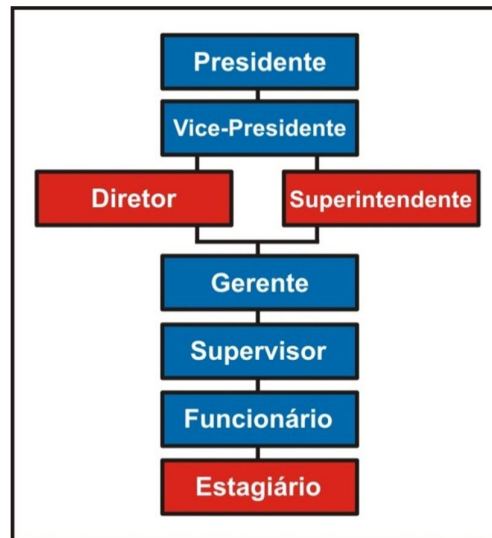 Presidente
Vice-Presidente
Diretor
Superintendente
Gerente
Supervisor
Funcionário
Estagiário